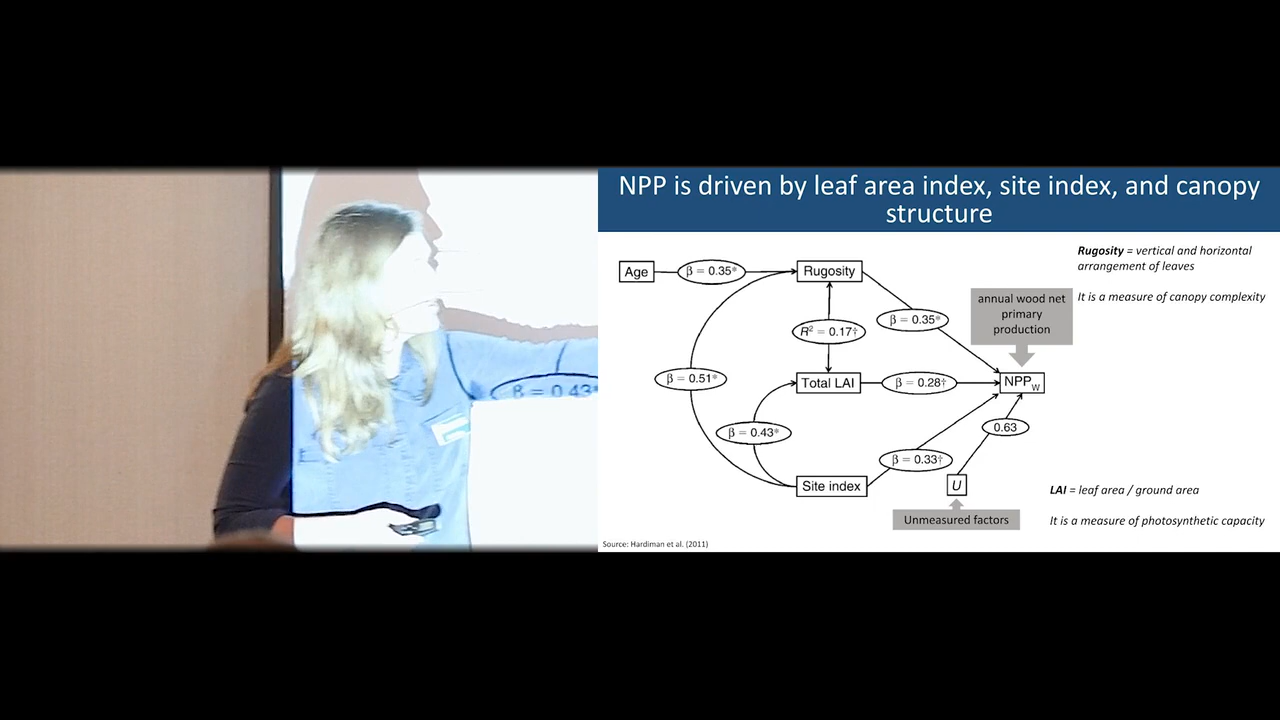 NPP is driven by leaf area index, site index, and canopy
structure
Rugosity = vertical and horizontal
arrangement of leaves
It is a measure of canopy complexity
Age
β = 0.35*
Rugosity
annual wood net
primary
production
R² = 0.17†
β = 0.35*
β = 0.51*
Total LAI
β = 0.28†
NPPW
β = 0.43*
0.63
β = 0.33†
Site index
U
Unmeasured factors
LAI = leaf area / ground area
It is a measure of photosynthetic capacity
Source: Hardiman et al. (2011)
β = 0.43*